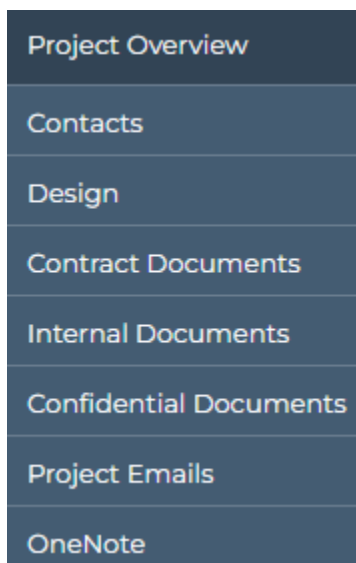 Project Overview
Contacts
Design
Contract Documents
Internal Documents
Confidential Documents
Project Emails
OneNote